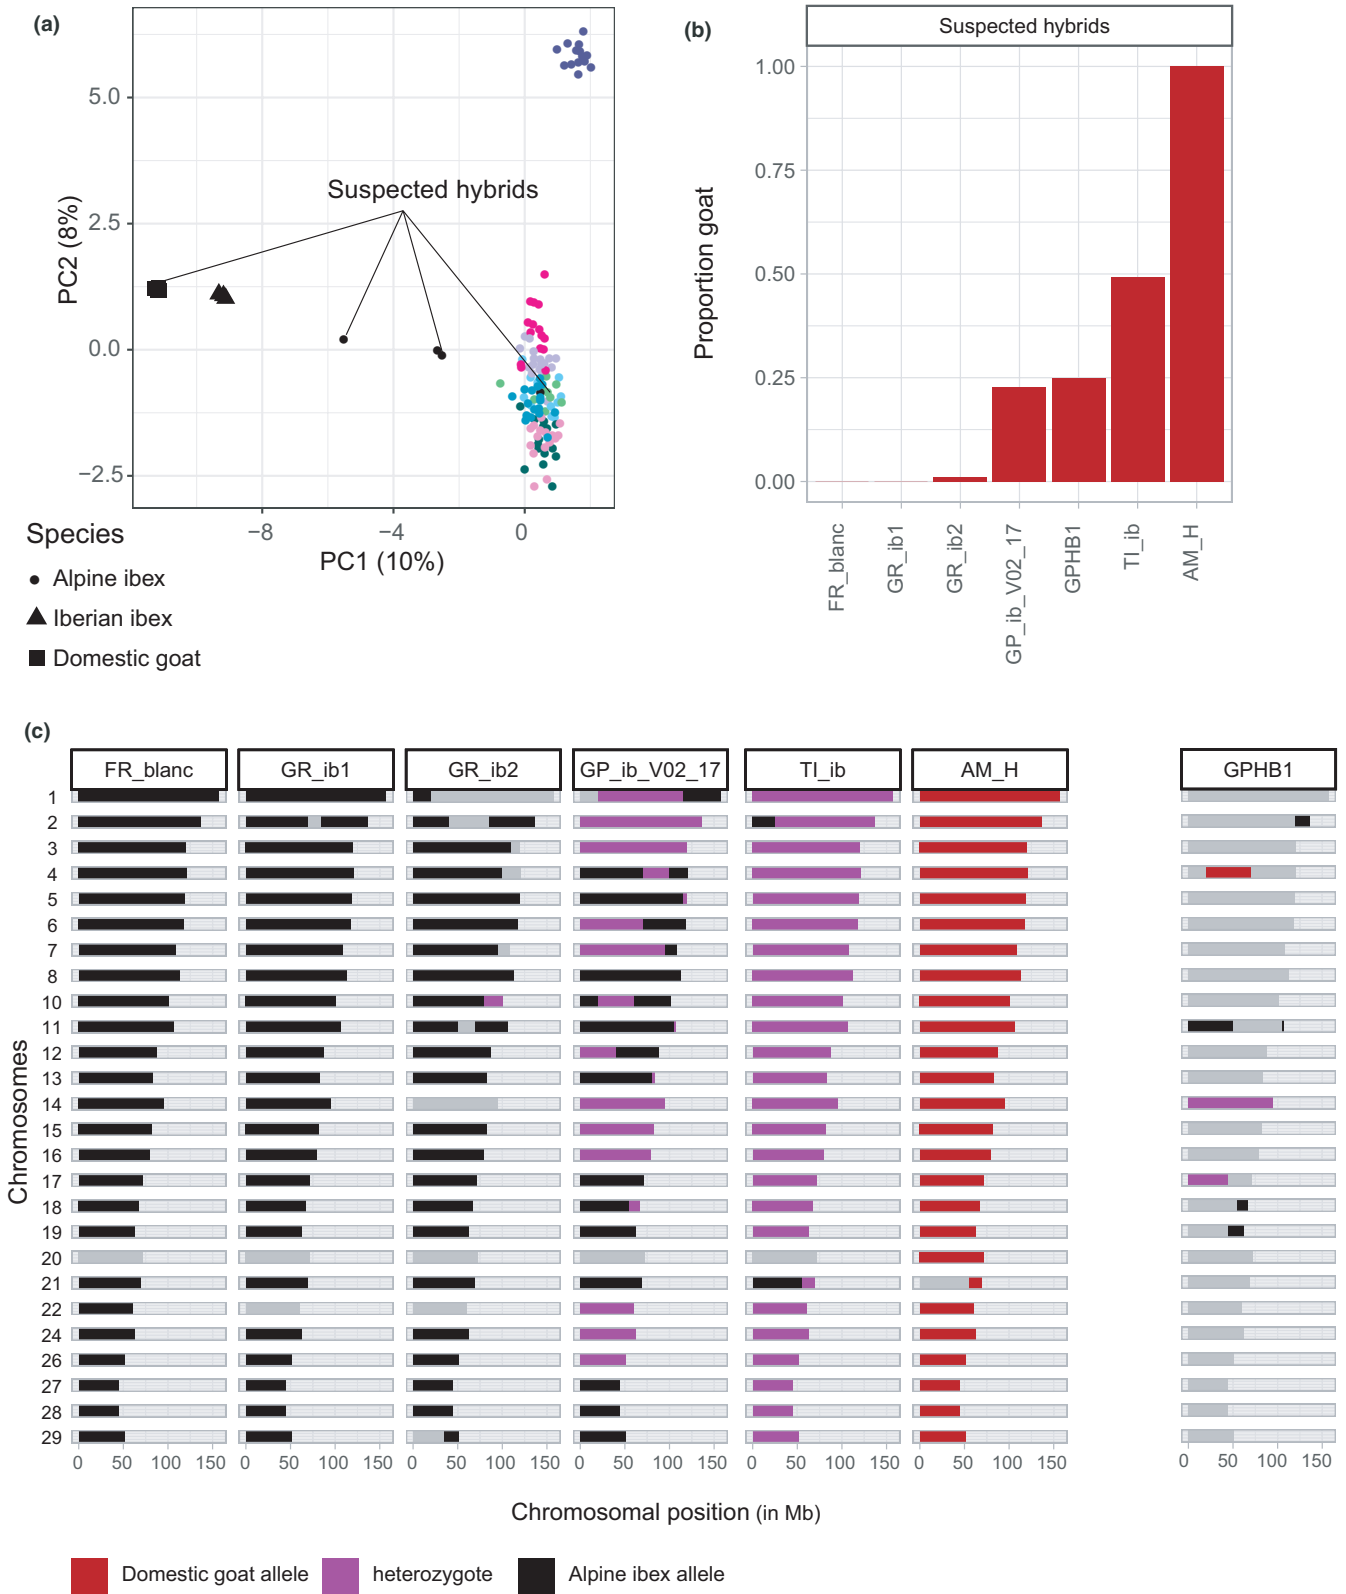 (a)
Suspected hybrids
PC2 (8%)
5.0
2.5
0.0
−2.5
−8
−4
0
PC1 (10%)
Species
Alpine ibex
Iberian ibex
Domestic goat
(b)
Suspected hybrids
Proportion goat
1.00
0.75
0.50
0.25
0.00
FR_blanc
GR_ib1
GR_ib2
GP_ib_V02_17
GPHB1
TI_ib
AM_H
(c)
FR_blanc GR_ib1 GR_ib2 GP_ib_V02_17 TI_ib AM_H GPHB1
Chromosomes
1
2
3
4
5
6
7
8
10
11
12
13
14
15
16
17
18
19
20
21
22
24
26
27
28
29
0 50 100 150 0 50 100 150 0 50 100 150 0 50 100 150 0 50 100 150 0 50 100 150 0 50 100 150
Chromosomal position (in Mb)
Domestic goat allele heterozygote Alpine ibex allele